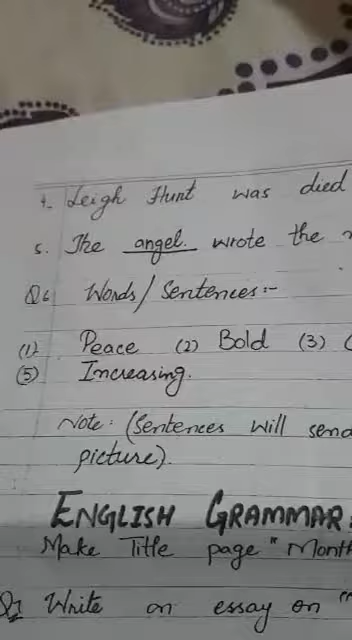 4. Leigh Hunt was died
5. The angel. wrote the
Q6 Words/Sentences:-
(1) Peace (2) Bold (3)
(5) Increasing.
Note: (Sentences will send
picture).
ENGLISH GRAMMAR:
Make Title page "Month
Q1 Write an essay on "